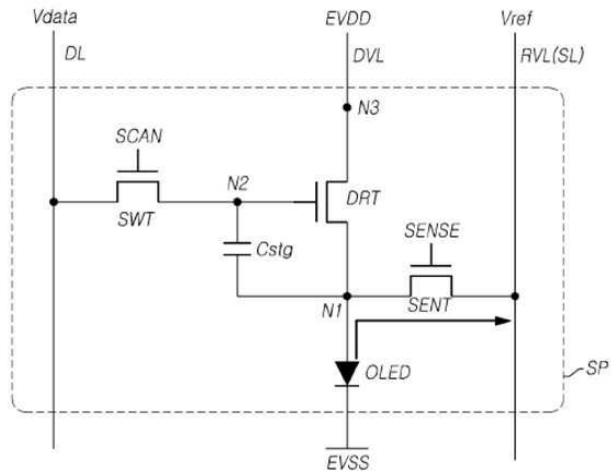 Vdata EVDD Vref
DL DVL RVL(SL)
N3
SCAN
N2
DRT
SWT
SENSE
Cstg
N1 SENT
OLED
SP
EVSS